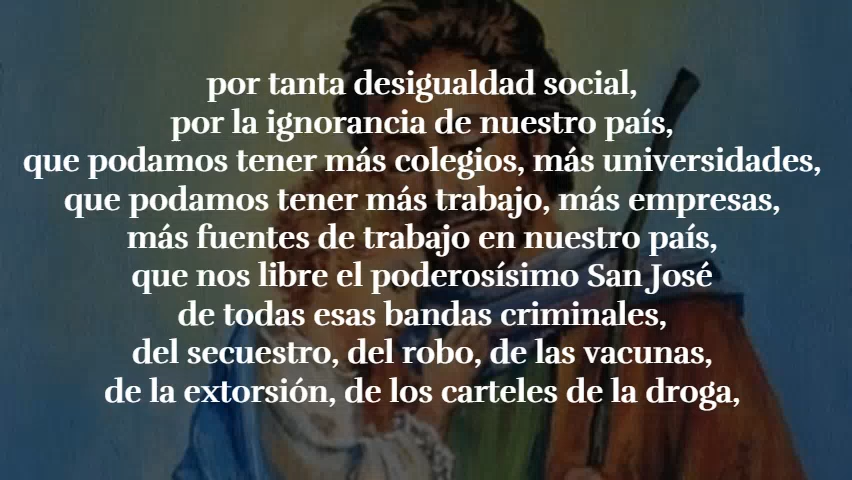 por tanta desigualdad social,
por la ignorancia de nuestro país,
que podamos tener más colegios, más universidades,
que podamos tener más trabajo, más empresas,
más fuentes de trabajo en nuestro país,
que nos libre el poderosísimo San José
de todas esas bandas criminales,
del secuestro, del robo, de las vacunas,
de la extorsión, de los carteles de la droga,